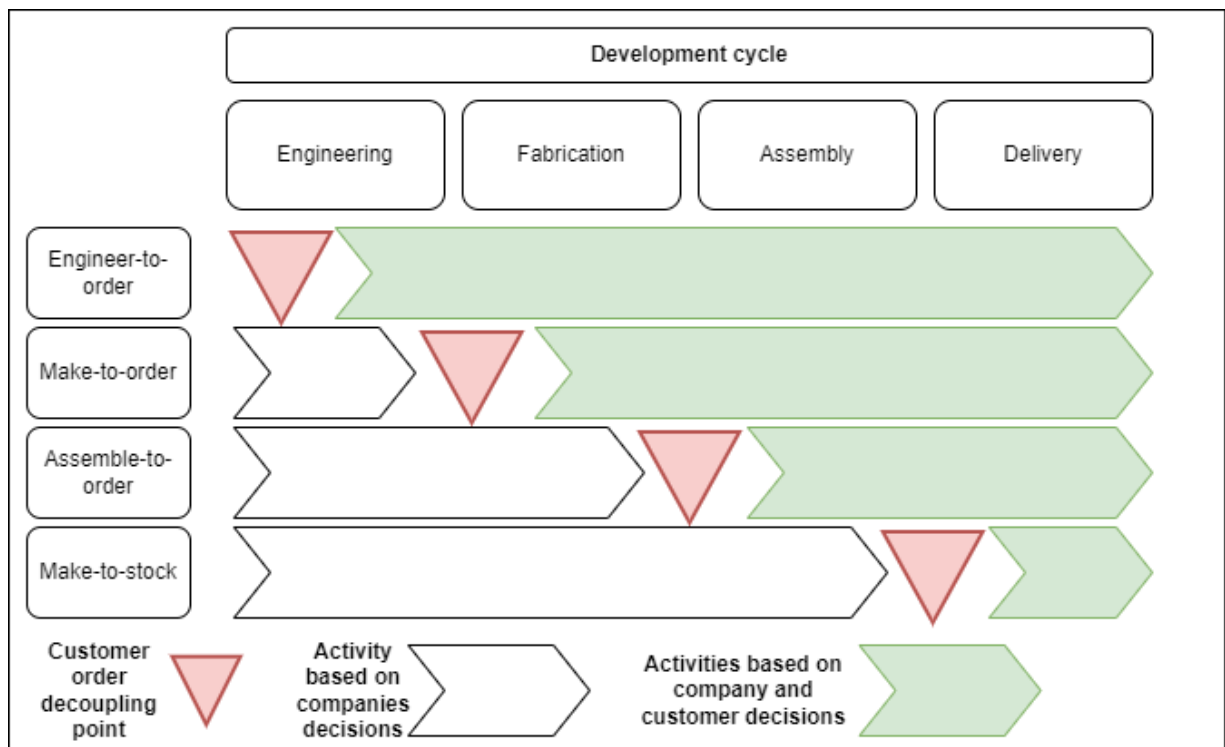 Development cycle
Engineering
Fabrication
Assembly
Delivery
Engineer-to-
order
Make-to-order
Assemble-to-
order
Make-to-stock
Customer
order
decoupling
point
Activity
based on
companies
decisions
Activities based on
company and
customer decisions